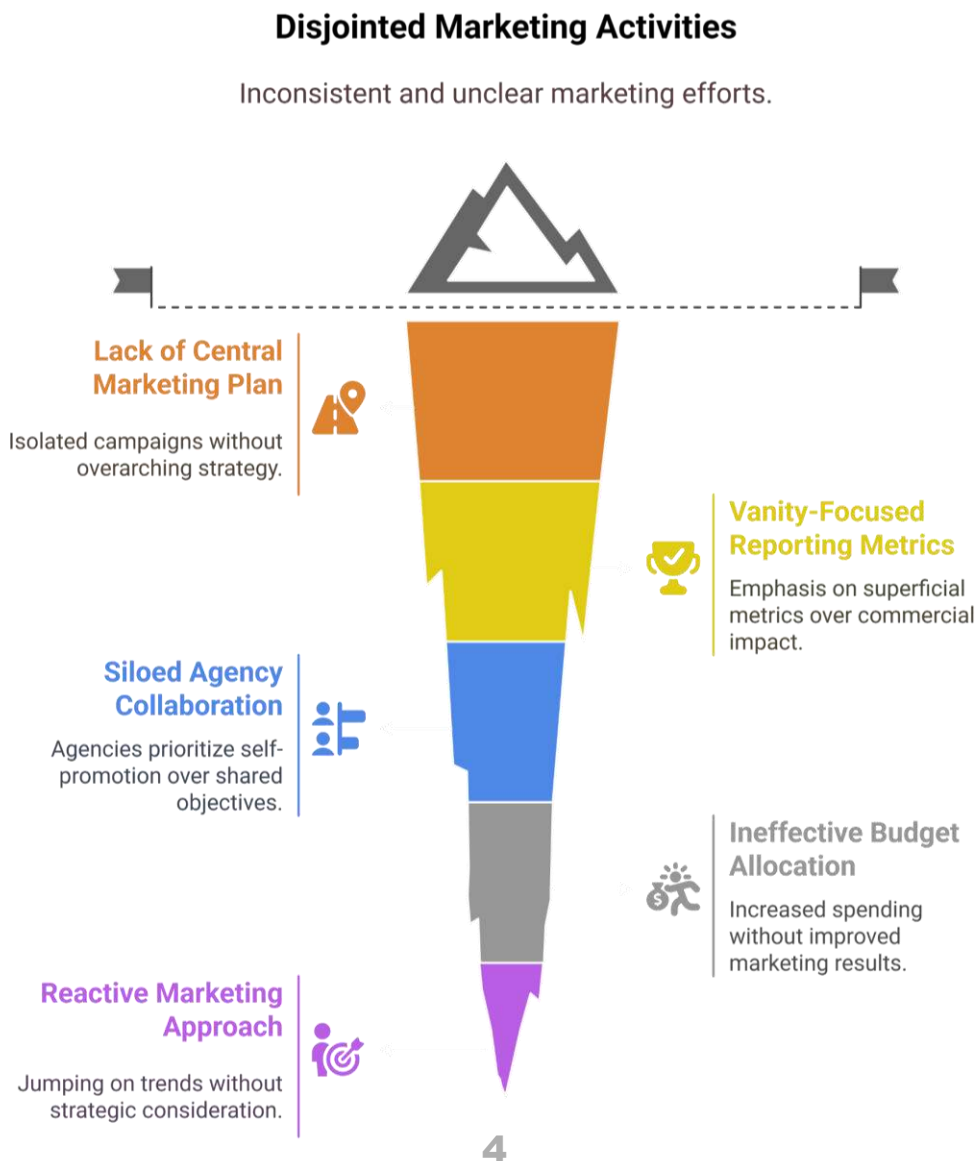 Disjointed Marketing Activities
Inconsistent and unclear marketing efforts.
Lack of Central
Marketing Plan
Isolated campaigns without
overarching strategy.
Vanity-Focused
Reporting Metrics
Emphasis on superficial
metrics over commercial
impact.
Siloed Agency
Collaboration
Agencies prioritize self-
promotion over shared
objectives.
Ineffective Budget
Allocation
Increased spending
without improved
marketing results.
Reactive Marketing
Approach
Jumping on trends without
strategic consideration.
4